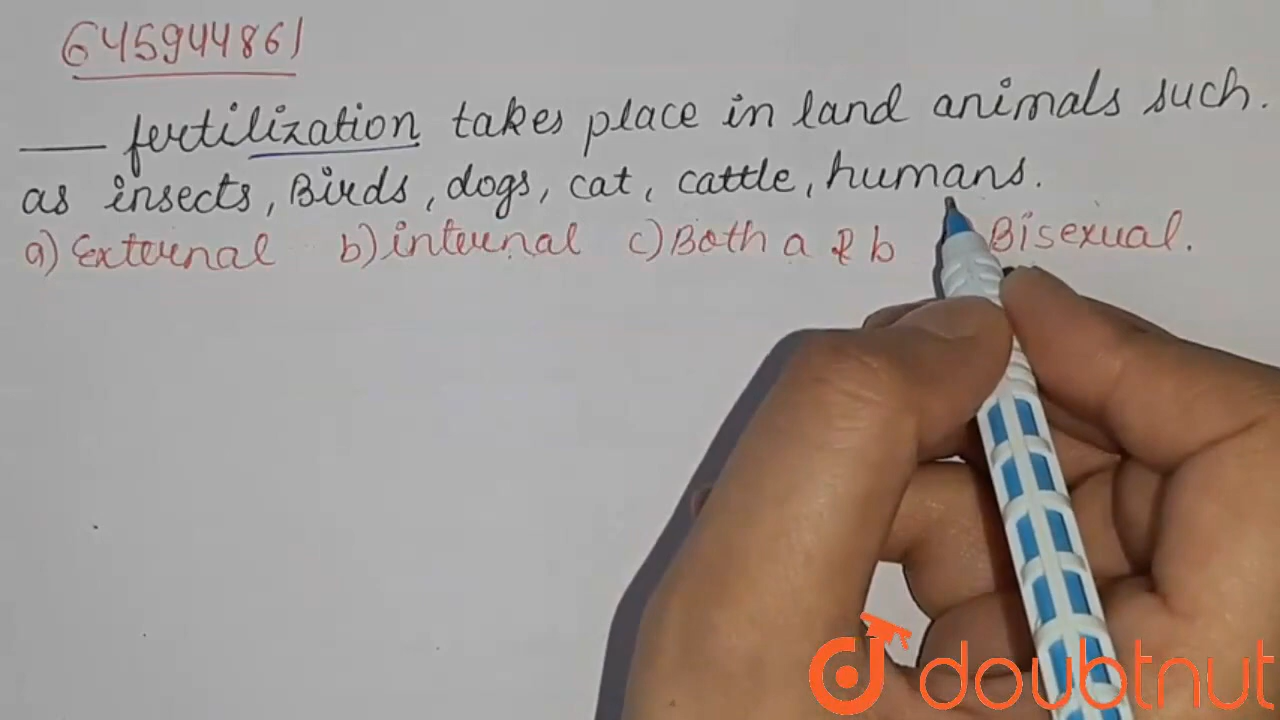 645944861
___ fertilization takes place in land animals such.
as insects, Birds, dogs, cat, cattle, humans.
a) External b) internal c) Both a & b Bisexual.
doubtnut